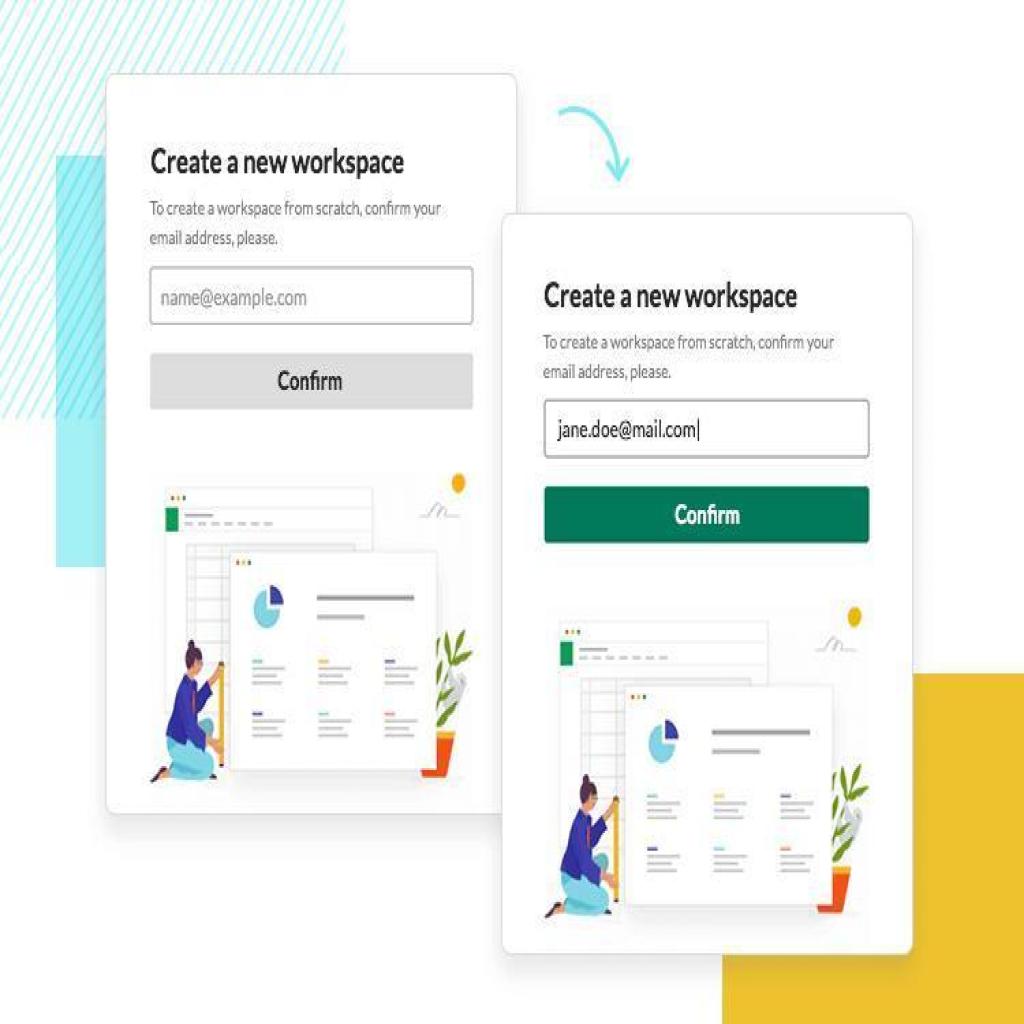 Create a new workspace
To create a workspace from scratch, confirm your
email address, please.
name@example.com
Confirm
Create a new workspace
To create a workspace from scratch, confirm your
email address, please.
jane.doe@mail.com
Confirm